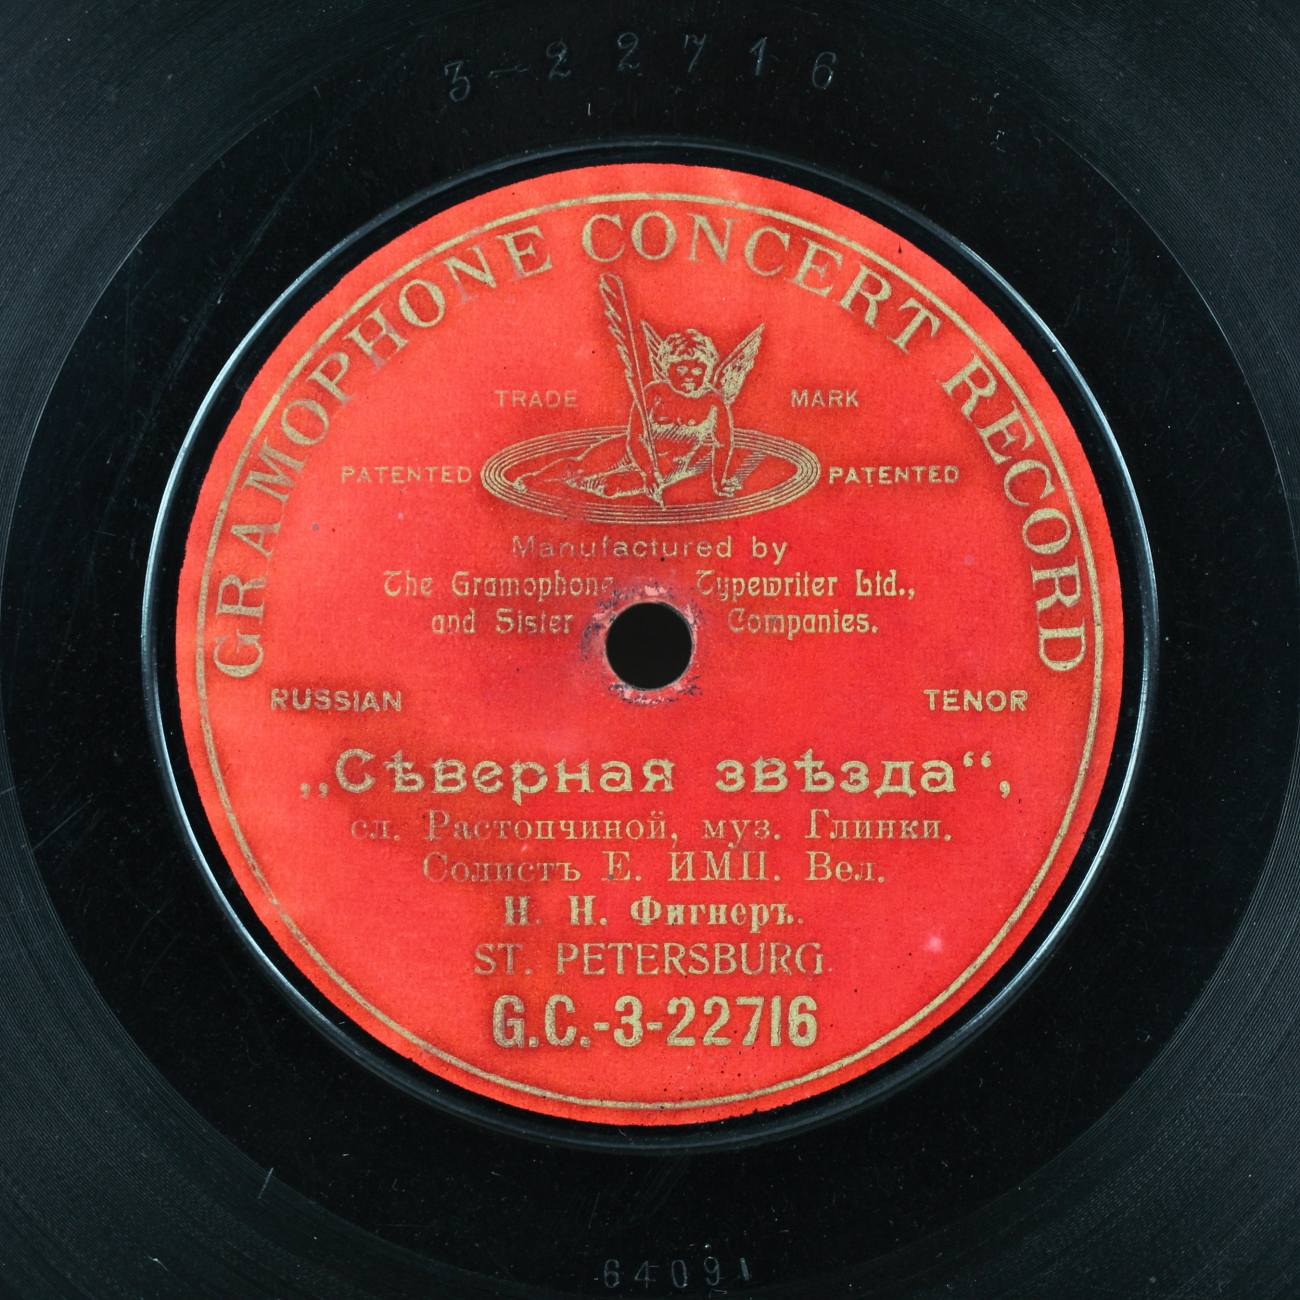 3-22716
GRAMOPHONE CONCERT RECORD
TRADE MARK
PATENTED PATENTED
Manufactured by
The Gramophone Typewriter Ltd.,
and Sister Companies.
RUSSIAN TENOR
„Сѣверная звѣзда“,
сл. Растопчиной, муз. Глинки.
Солистъ Е. ИМП. Вел.
Н. Н. Фигнеръ.
ST. PETERSBURG.
G.C.-3-22716
64091